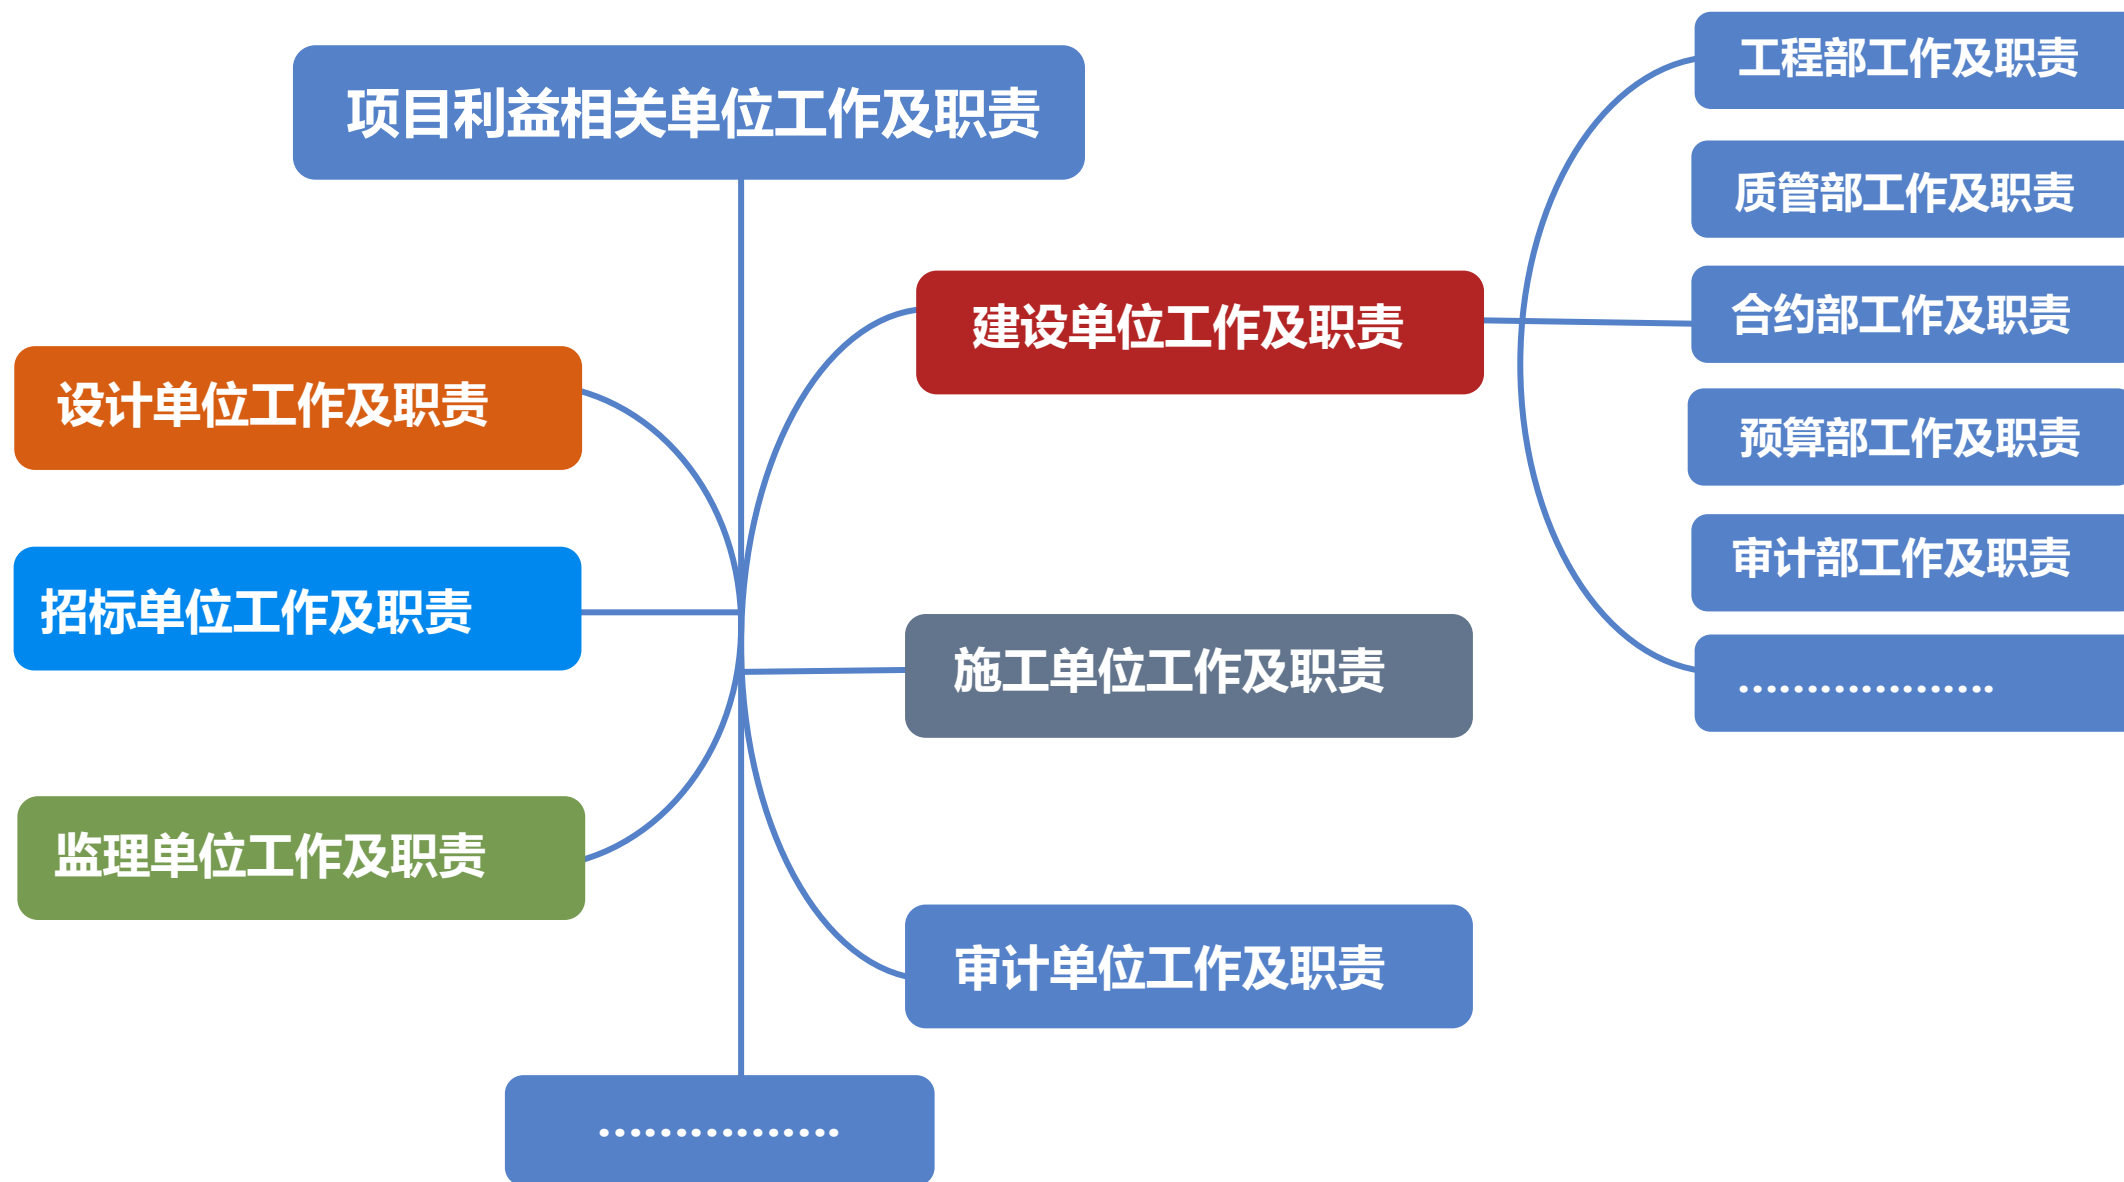 项目利益相关单位工作及职责
设计单位工作及职责
招标单位工作及职责
监理单位工作及职责
建设单位工作及职责
施工单位工作及职责
审计单位工作及职责
................
工程部工作及职责
质管部工作及职责
合约部工作及职责
预算部工作及职责
审计部工作及职责
...................